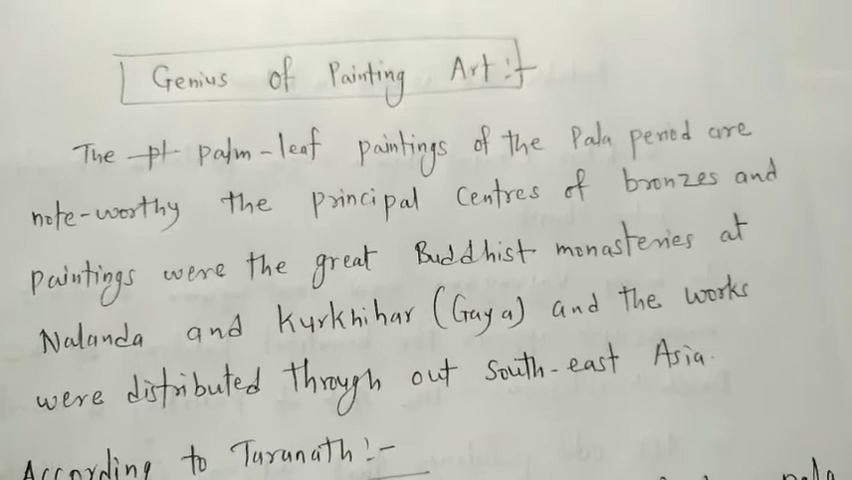 Genius of Painting Art :-
The palm-leaf paintings of the Pala period are
note-worthy the principal centres of bronzes and
paintings were the great Buddhist monasteries at
Nalanda and Kurkhihar (Gaya) and the works
were distributed through out South-east Asia.
According to Taranath :-
pala